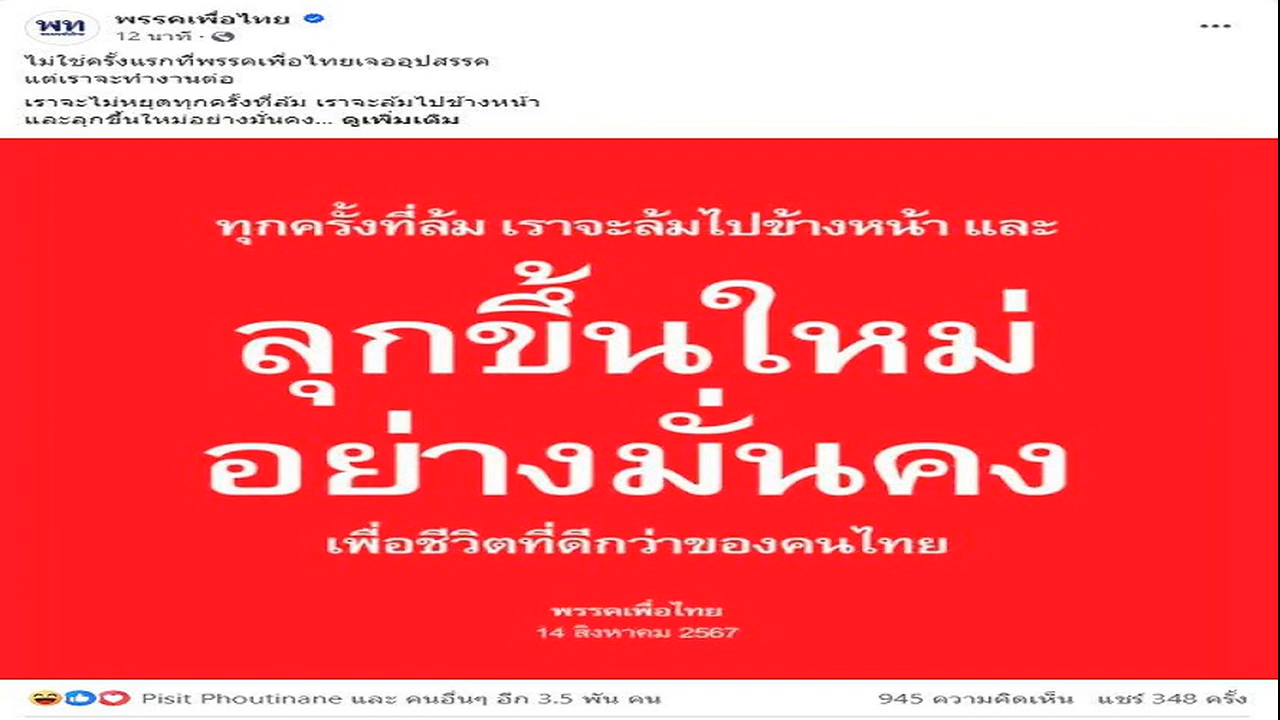 พท
พรรคเพื่อไทย
12 นาที ·
ไม่ใช่ครั้งแรกที่พรรคเพื่อไทยเจออุปสรรค
แต่เราจะทำงานต่อ
เราจะไม่หยุดทุกครั้งที่ล้ม เราจะล้มไปข้างหน้า
และลุกขึ้นใหม่อย่างมั่นคง... ดูเพิ่มเติม
ทุกครั้งที่ล้ม เราจะล้มไปข้างหน้า และ
ลุกขึ้นใหม่
อย่างมั่นคง
เพื่อชีวิตที่ดีกว่าของคนไทย
พรรคเพื่อไทย
14 สิงหาคม 2567
Pisit Phoutinane และ คนอื่นๆ อีก 3.5 พัน คน
945 ความคิดเห็น แชร์ 348 ครั้ง